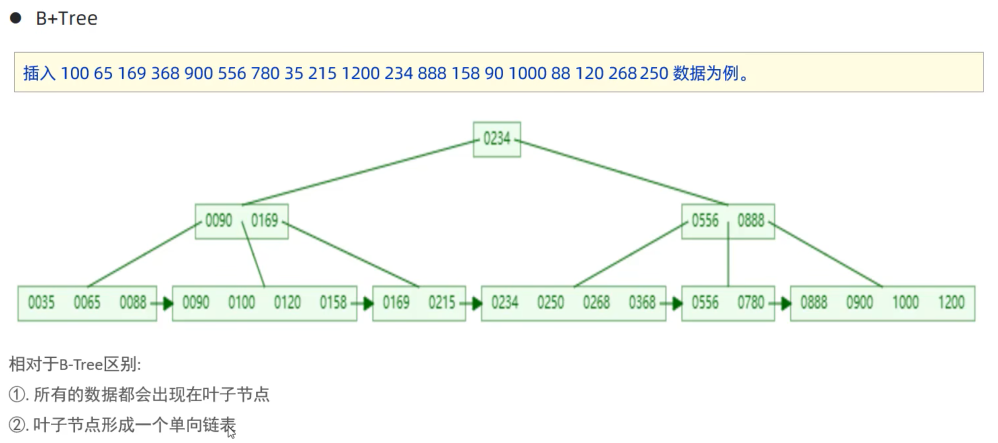 ● B+Tree
插入 100 65 169 368 900 556 780 35 215 1200 234 888 158 90 1000 88 120 268 250 数据为例。
0234
0090 0169 0556 0888
0035 0065 0088 0090 0100 0120 0158 0169 0215 0234 0250 0268 0368 0556 0780 0888 0900 1000 1200
相对于B-Tree区别:
①. 所有的数据都会出现在叶子节点
②. 叶子节点形成一个单向链表